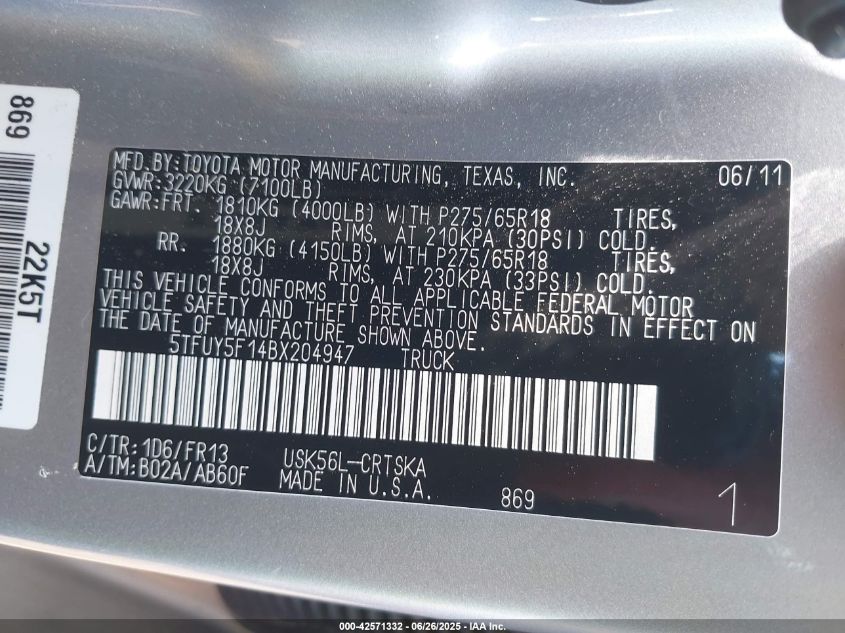 869
22K5T
MFD.BY:TOYOTA MOTOR MANUFACTURING, TEXAS, INC. 06/11
GVWR:3220KG (7100LB)
GAWR:FRT. 1810KG (4000LB) WITH P275/65R18 TIRES,
18X8J RIMS, AT 210KPA (30PSI) COLD.
RR. 1880KG (4150LB) WITH P275/65R18 TIRES,
18X8J RIMS, AT 230KPA (33PSI) COLD.
THIS VEHICLE CONFORMS TO ALL APPLICABLE FEDERAL MOTOR
VEHICLE SAFETY AND THEFT PREVENTION STANDARDS IN EFFECT ON
THE DATE OF MANUFACTURE SHOWN ABOVE.
5TFUY5F14BX204947 TRUCK
C/TR:1D6/FR13 USK56L-CRTSKA
A/TM:B02A/AB60F MADE IN U.S.A. 869 1
000-42571332 - 06/26/2025 - IAA Inc.